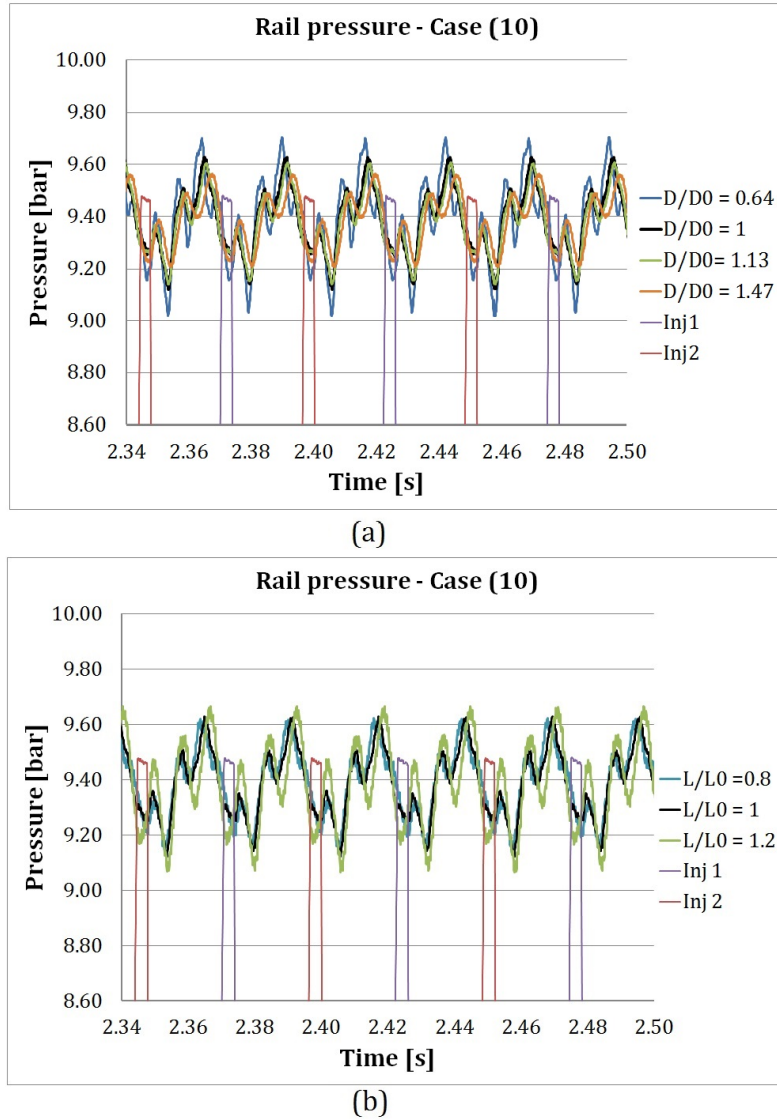 Rail pressure - Case (10)
10.00
9.80
9.60
9.40
9.20
9.00
8.80
8.60
Pressure [bar]
2.34 2.36 2.38 2.40 2.42 2.44 2.46 2.48 2.50
Time [s]
D/D0 = 0.64
D/D0 = 1
D/D0= 1.13
D/D0 = 1.47
Inj1
Inj2
(a)
Rail pressure - Case (10)
10.00
9.80
9.60
9.40
9.20
9.00
8.80
8.60
Pressure [bar]
2.34 2.36 2.38 2.40 2.42 2.44 2.46 2.48 2.50
Time [s]
L/L0 =0.8
L/L0 = 1
L/L0 = 1.2
Inj 1
Inj 2
(b)